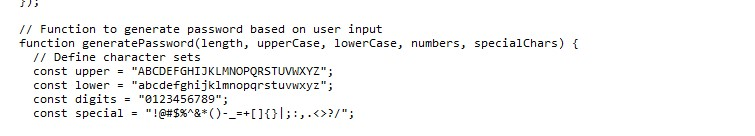 });
// Function to generate password based on user input
function generatePassword(length, upperCase, lowerCase, numbers, specialChars) {
// Define character sets
const upper = "ABCDEFGHIJKLMNOPQRSTUVWXYZ";
const lower = "abcdefghijklmnopqrstuvwxyz";
const digits = "0123456789";
const special = "!@#$%^&*()-_=+[]{}|;:,.<>?/";